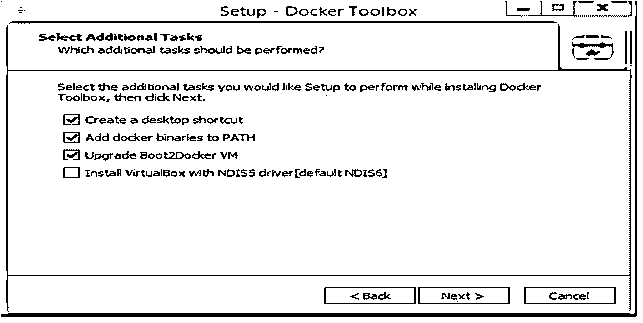 Setup - Docker Toolbox
Select Additional Tasks
Which additional tasks should be performed?
Select the additional tasks you would like Setup to perform while installing Docker
Toolbox, then click Next.
Create a desktop shortcut
Add docker binaries to PATH
Upgrade Boot2Docker VM
Install VirtualBox with NDIS5 driver[default NDIS6]
< Back
Next >
Cancel